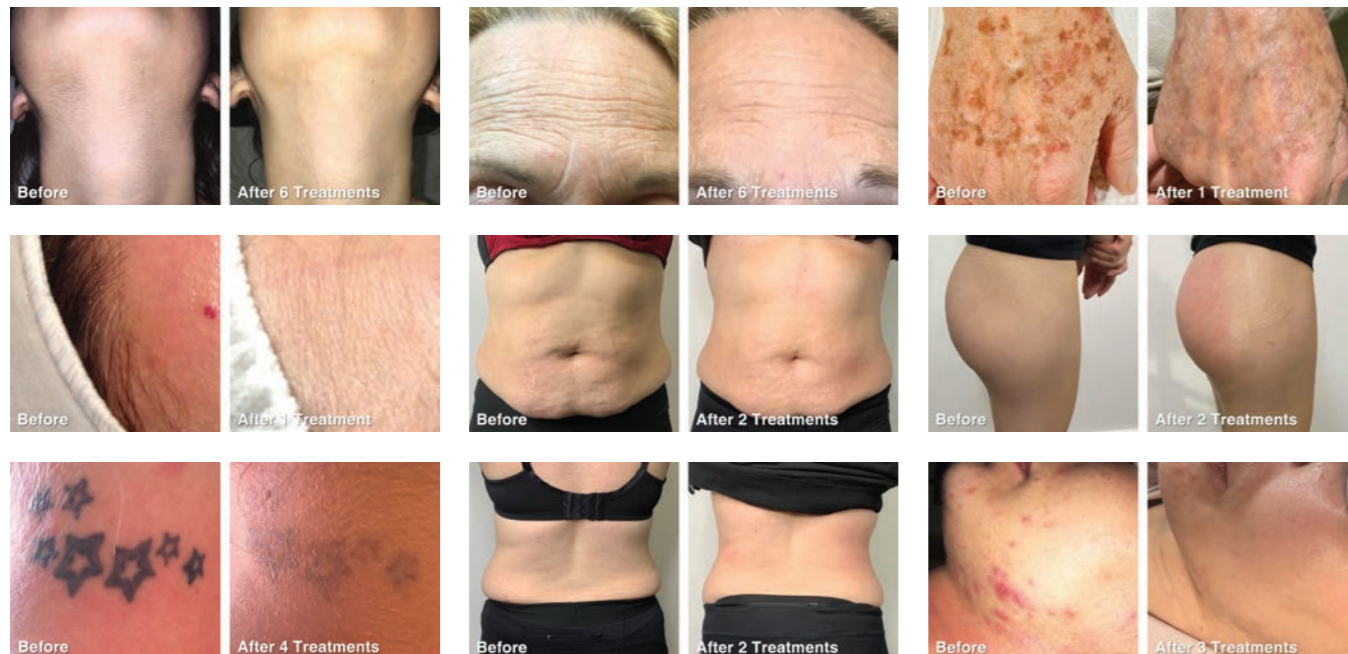 Before
After 6 Treatments
Before
After 6 Treatments
Before
After 1 Treatment
Before
After 1 Treatment
Before
After 2 Treatments
Before
After 2 Treatments
Before
After 4 Treatments
Before
After 2 Treatments
Before
After 3 Treatments